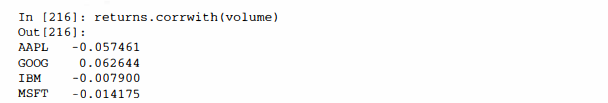 In [216]: returns.corrwith(volume)
Out[216]:
AAPL   -0.057461
GOOG    0.062644
IBM    -0.007900
MSFT   -0.014175